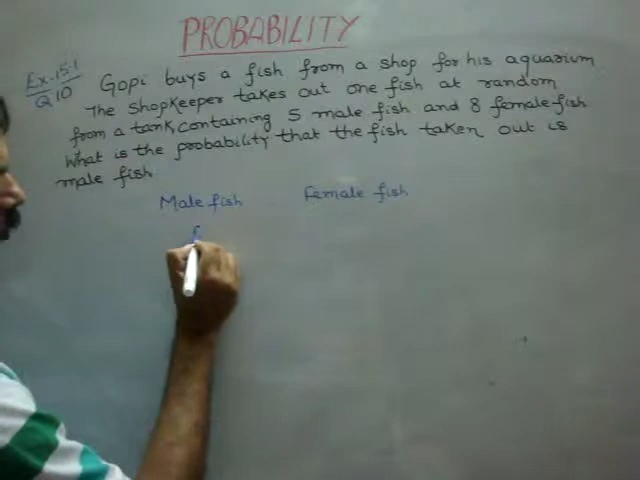 PROBABILITY
Ex. 15.1
Q 10
Gopi buys a fish from a shop for his aquarium
The shopkeeper takes out one fish at random
from a tank containing 5 male fish and 8 female fish
What is the probability that the fish taken out is
male fish
Male fish Female fish